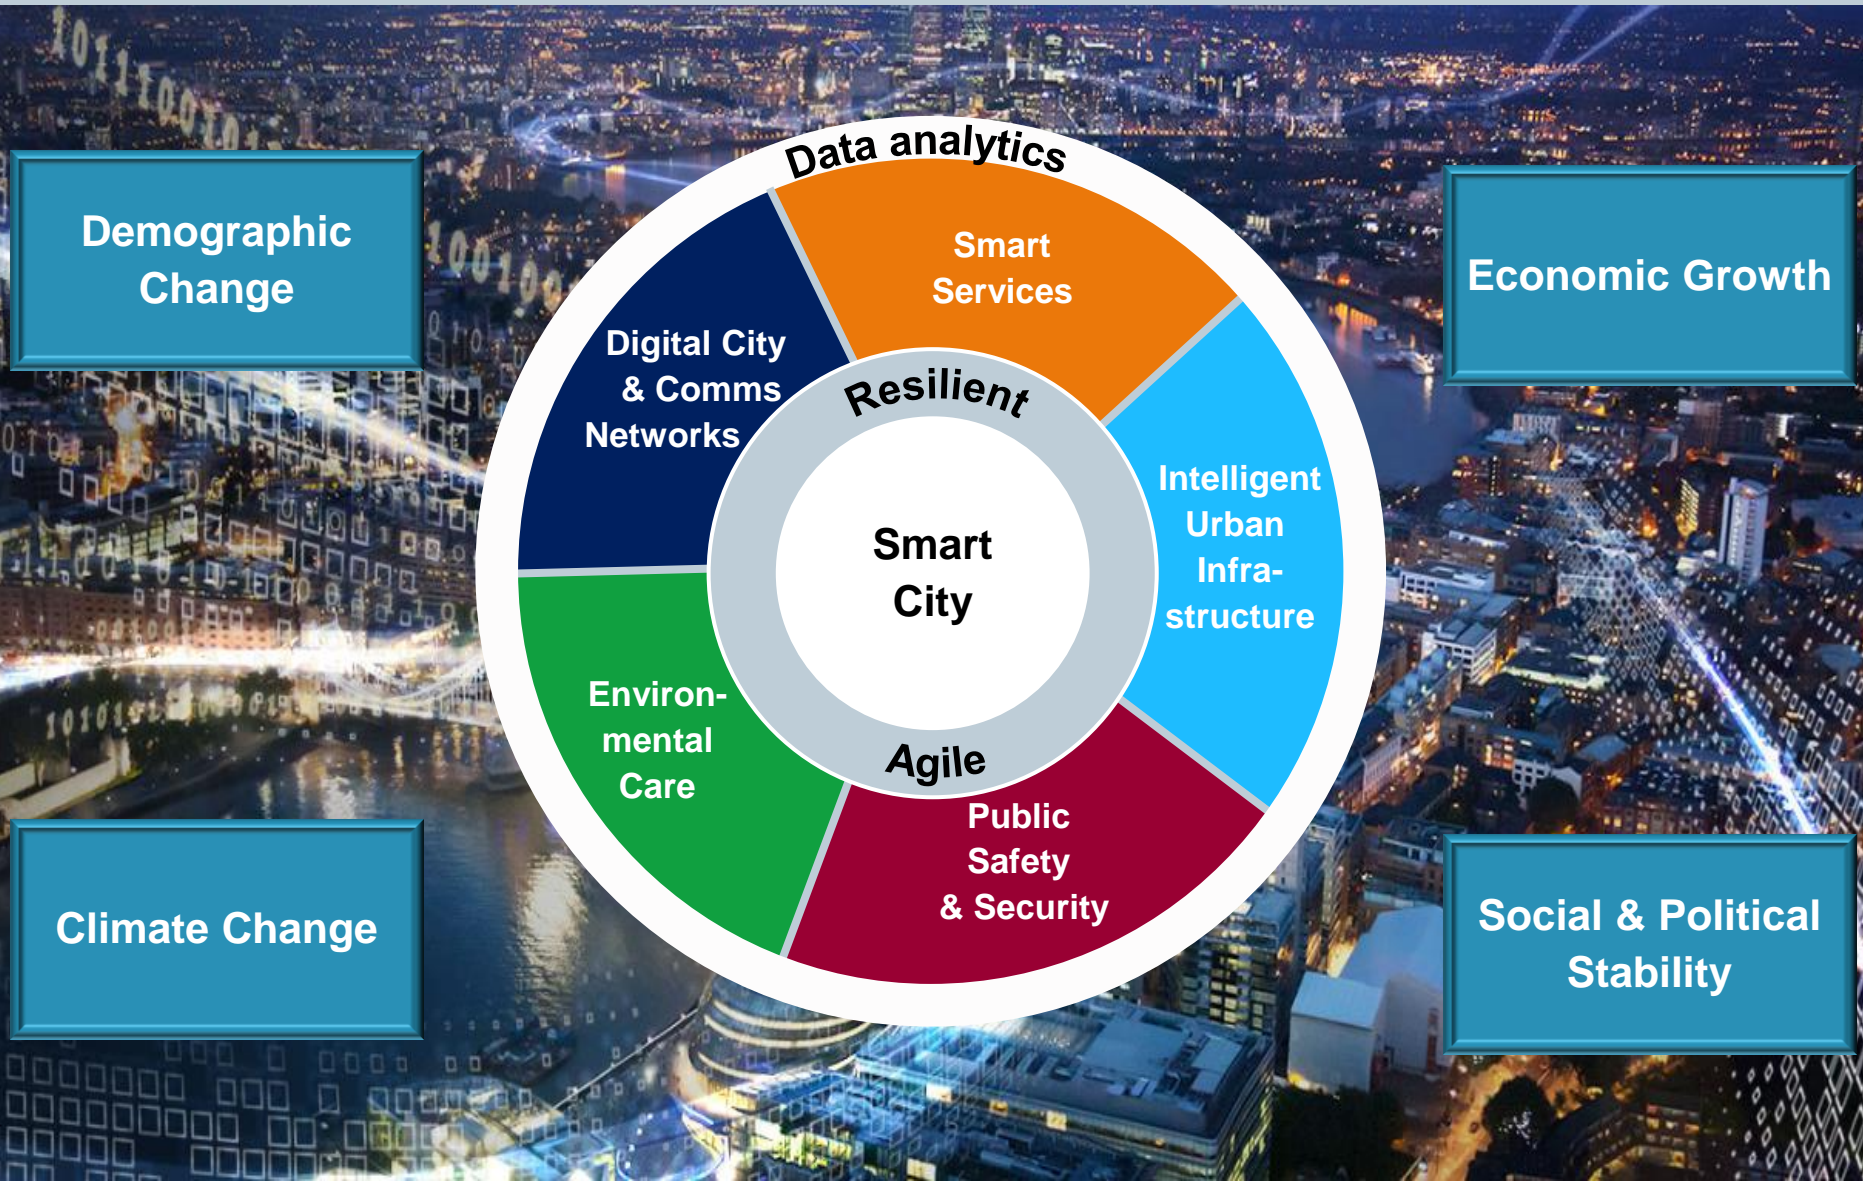 Data analytics
Demographic
Change
Economic Growth
Smart
Services
Digital City
& Comms
Networks
Resilient
Intelligent
Urban
Infra-
structure
Smart
City
Environ-
mental
Care
Agile
Public
Safety
& Security
Climate Change
Social & Political
Stability